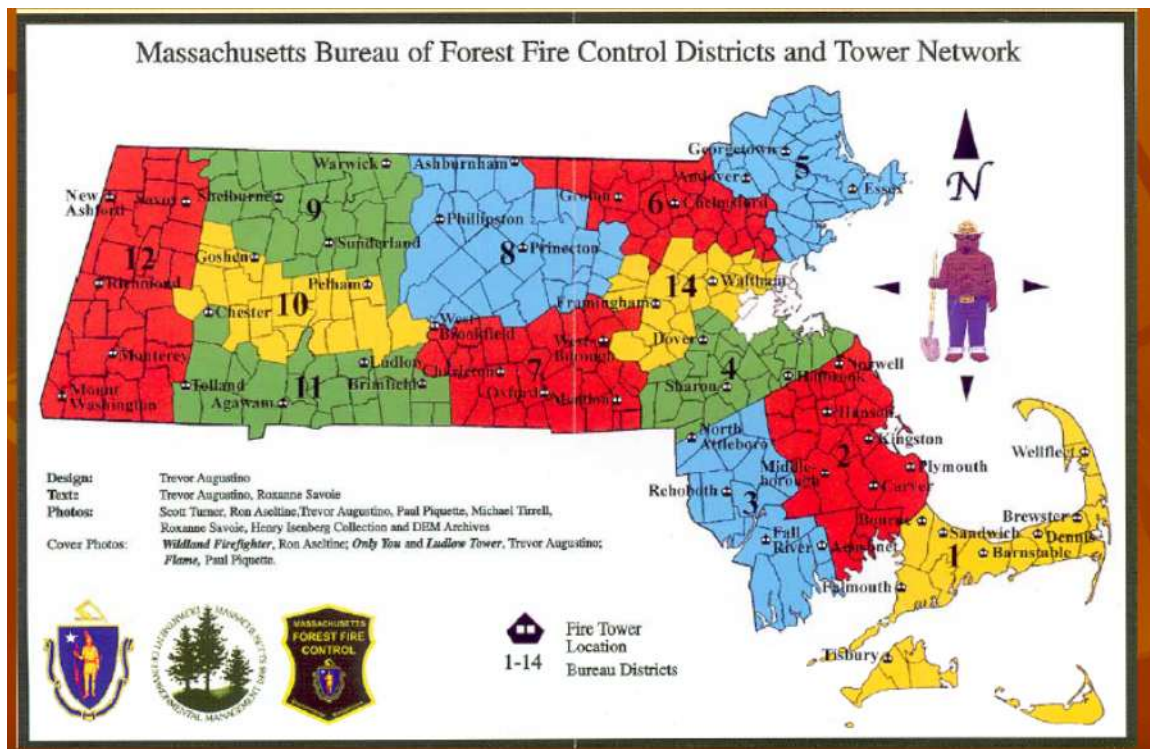 Massachusetts Bureau of Forest Fire Control Districts and Tower Network
Georgetown
5
Warwick
Ashburnham
Andover
N
New
Ashford
Savoy
Shelburne
Groton
6
Chelmsford
Essex
9
Phillipston
Sunderland
8
Princeton
12
Goshen
Richmond
Pelham
14
Waltham
10
Framingham
Chester
West
Brookfield
West-
Borough
Dover
Monterey
Ludlow
Charlton
7
4
Norwell
Mount
Washington
Tolland
11
Brimfield
Oxford
Mendon
Sharon
Hanbrook
Agawam
Hanson
North
Attleboro
Kingston
Wellfleet
Middle-
borough
2
Plymouth
Rehoboth
3
Carver
Bourne
Brewster
Fall
River
Sandwich
Dennis
Acushnet
1
Barnstable
Falmouth
Tisbury
Design: Trevor Augustino
Text: Trevor Augustino, Roxanne Savoie
Photos: Scott Turner, Ron Aseltine,Trevor Augustino, Paul Piquette, Michael Tirrell,
Roxanne Savoie, Henry Isenberg Collection and DEM Archives
Cover Photos: Wildland Firefighter, Ron Aseltine; Only You and Ludlow Tower, Trevor Augustino;
Flame, Paul Piquette.
MASSACHUSETTS
FOREST FIRE
CONTROL
DEPARTMENT OF ENVIRONMENTAL MANAGEMENT
MASSACHUSETTS
Fire Tower
Location
1-14 Bureau Districts